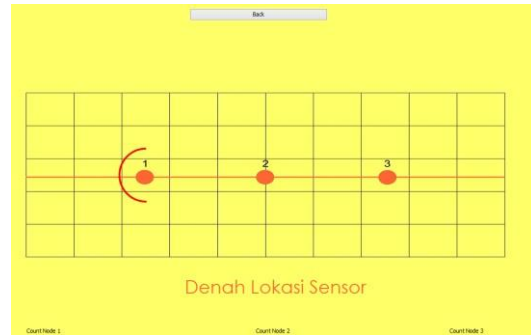 Back
1 2 3
Denah Lokasi Sensor
Count Node 1 Count Node 2 Count Node 3